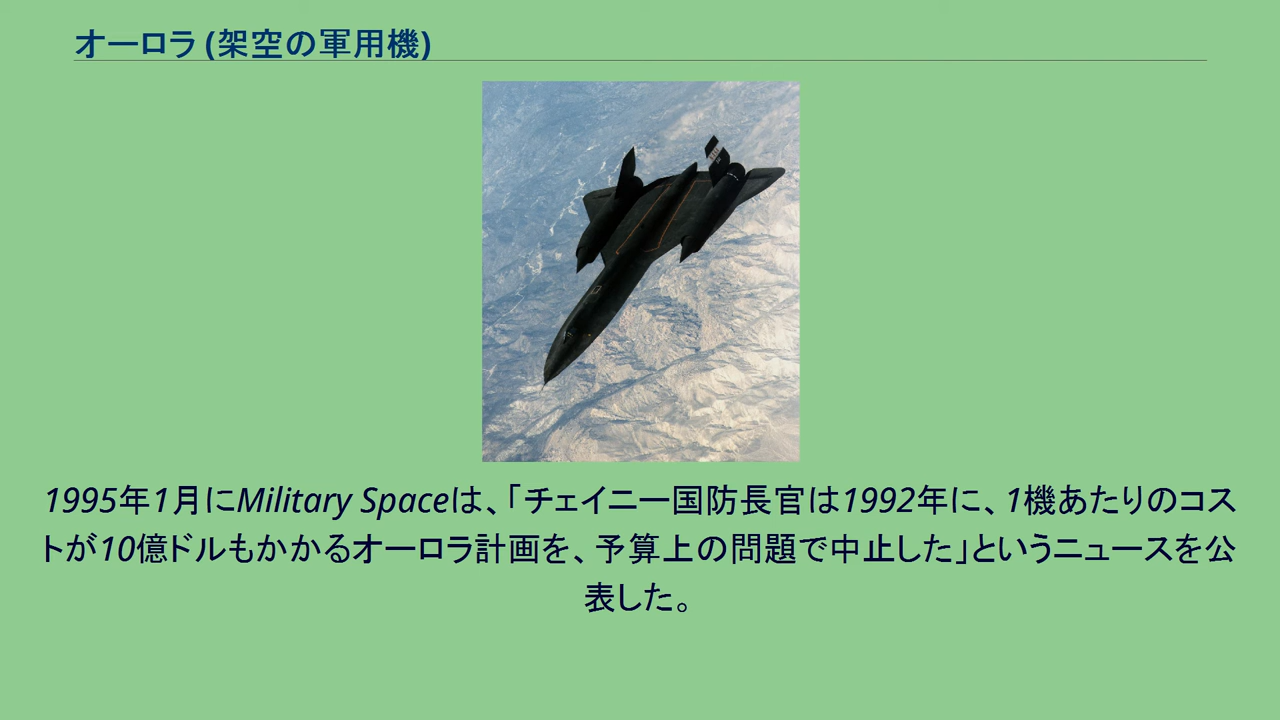 オーロラ (架空の軍用機)
1995年1月にMilitary Spaceは、「チェイニー国防長官は1992年に、1機あたりのコス
トが10億ドルもかかるオーロラ計画を、予算上の問題で中止した」というニュースを公
表した。